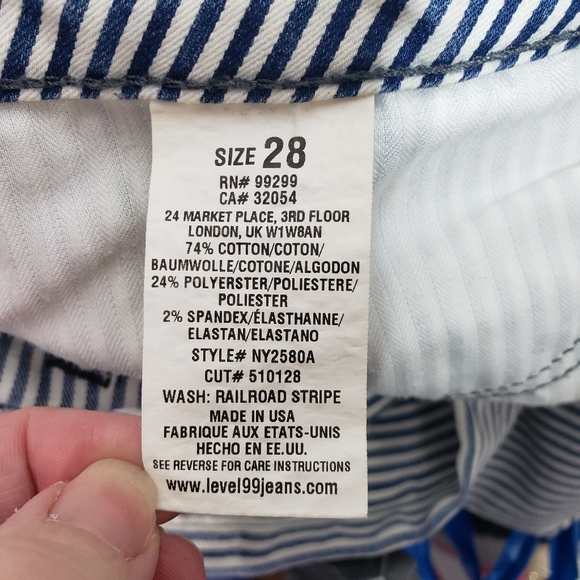 SIZE 28
RN# 99299
CA# 32054
24 MARKET PLACE, 3RD FLOOR
LONDON, UK W1W8AN
74% COTTON/COTON/
BAUMWOLLE/COTONE/ALGODON
24% POLYERSTER/POLIESTERE/
POLIESTER
2% SPANDEX/ÉLASTHANNE/
ELASTAN/ELASTANO
STYLE# NY2580A
CUT# 510128
WASH: RAILROAD STRIPE
MADE IN USA
FABRIQUE AUX ETATS-UNIS
HECHO EN EE.UU.
SEE REVERSE FOR CARE INSTRUCTIONS
www.level99jeans.com